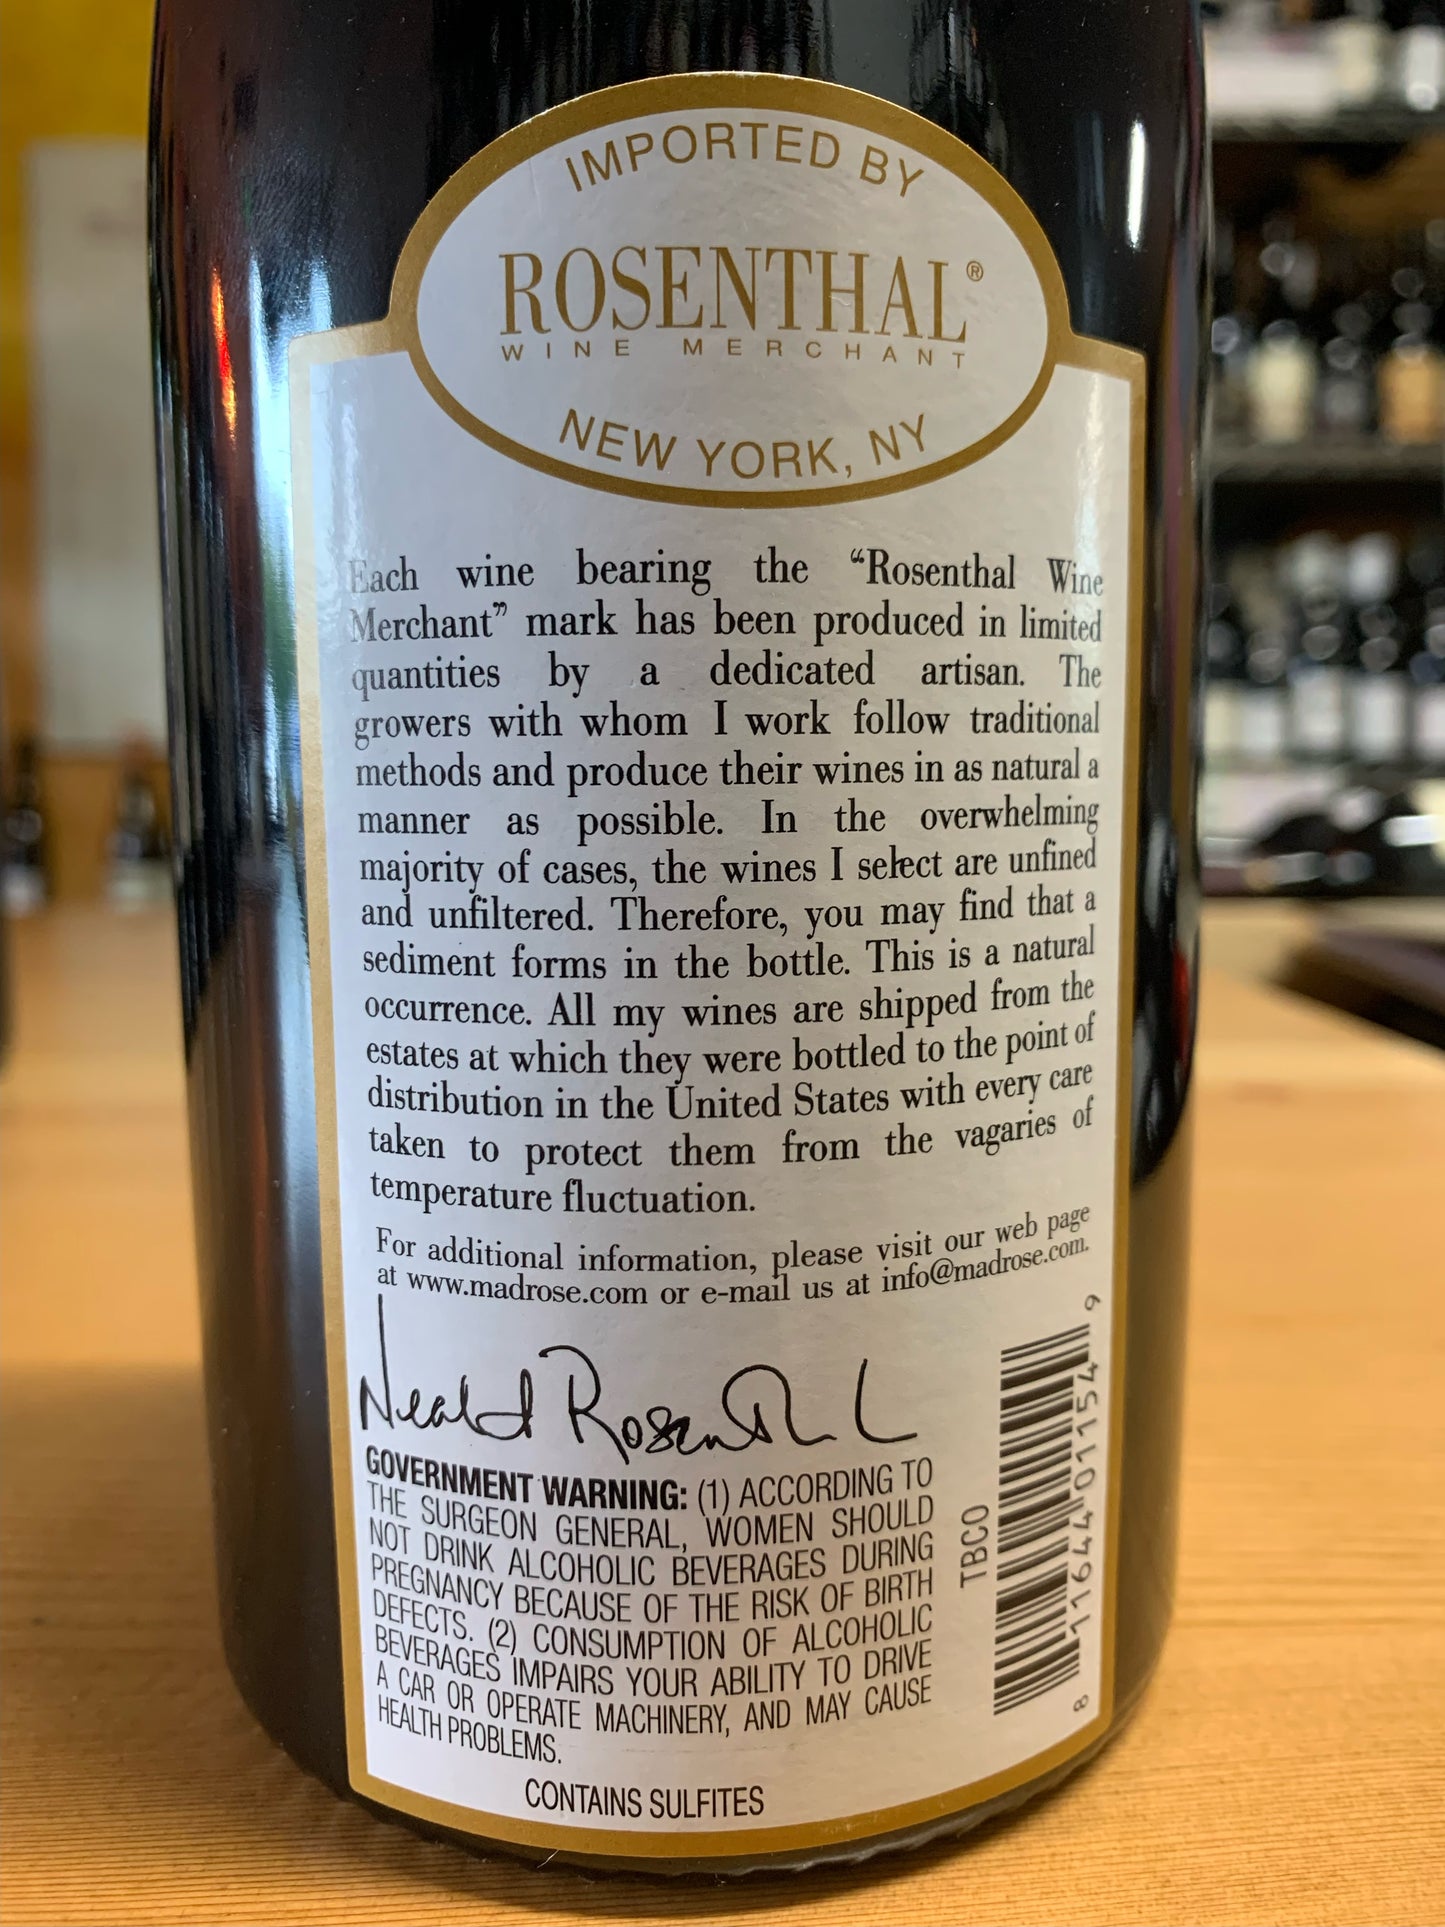 IMPORTED BY
ROSENTHAL®
WINE MERCHANT
NEW YORK, NY
Each wine bearing the “Rosenthal Wine
Merchant” mark has been produced in limited
quantities by a dedicated artisan. The
growers with whom I work follow traditional
methods and produce their wines in as natural a
manner as possible. In the overwhelming
majority of cases, the wines I select are unfined
and unfiltered. Therefore, you may find that a
sediment forms in the bottle. This is a natural
occurrence. All my wines are shipped from the
estates at which they were bottled to the point of
distribution in the United States with every care
taken to protect them from the vagaries of
temperature fluctuation.
For additional information, please visit our web page
at www.madrose.com or e-mail us at info@madrose.com.
Neal Rosenthal
GOVERNMENT WARNING: (1) ACCORDING TO
THE SURGEON GENERAL, WOMEN SHOULD
NOT DRINK ALCOHOLIC BEVERAGES DURING
PREGNANCY BECAUSE OF THE RISK OF BIRTH
DEFECTS. (2) CONSUMPTION OF ALCOHOLIC
BEVERAGES IMPAIRS YOUR ABILITY TO DRIVE
A CAR OR OPERATE MACHINERY, AND MAY CAUSE
HEALTH PROBLEMS.
CONTAINS SULFITES
TBCO
8 11644 01154 9